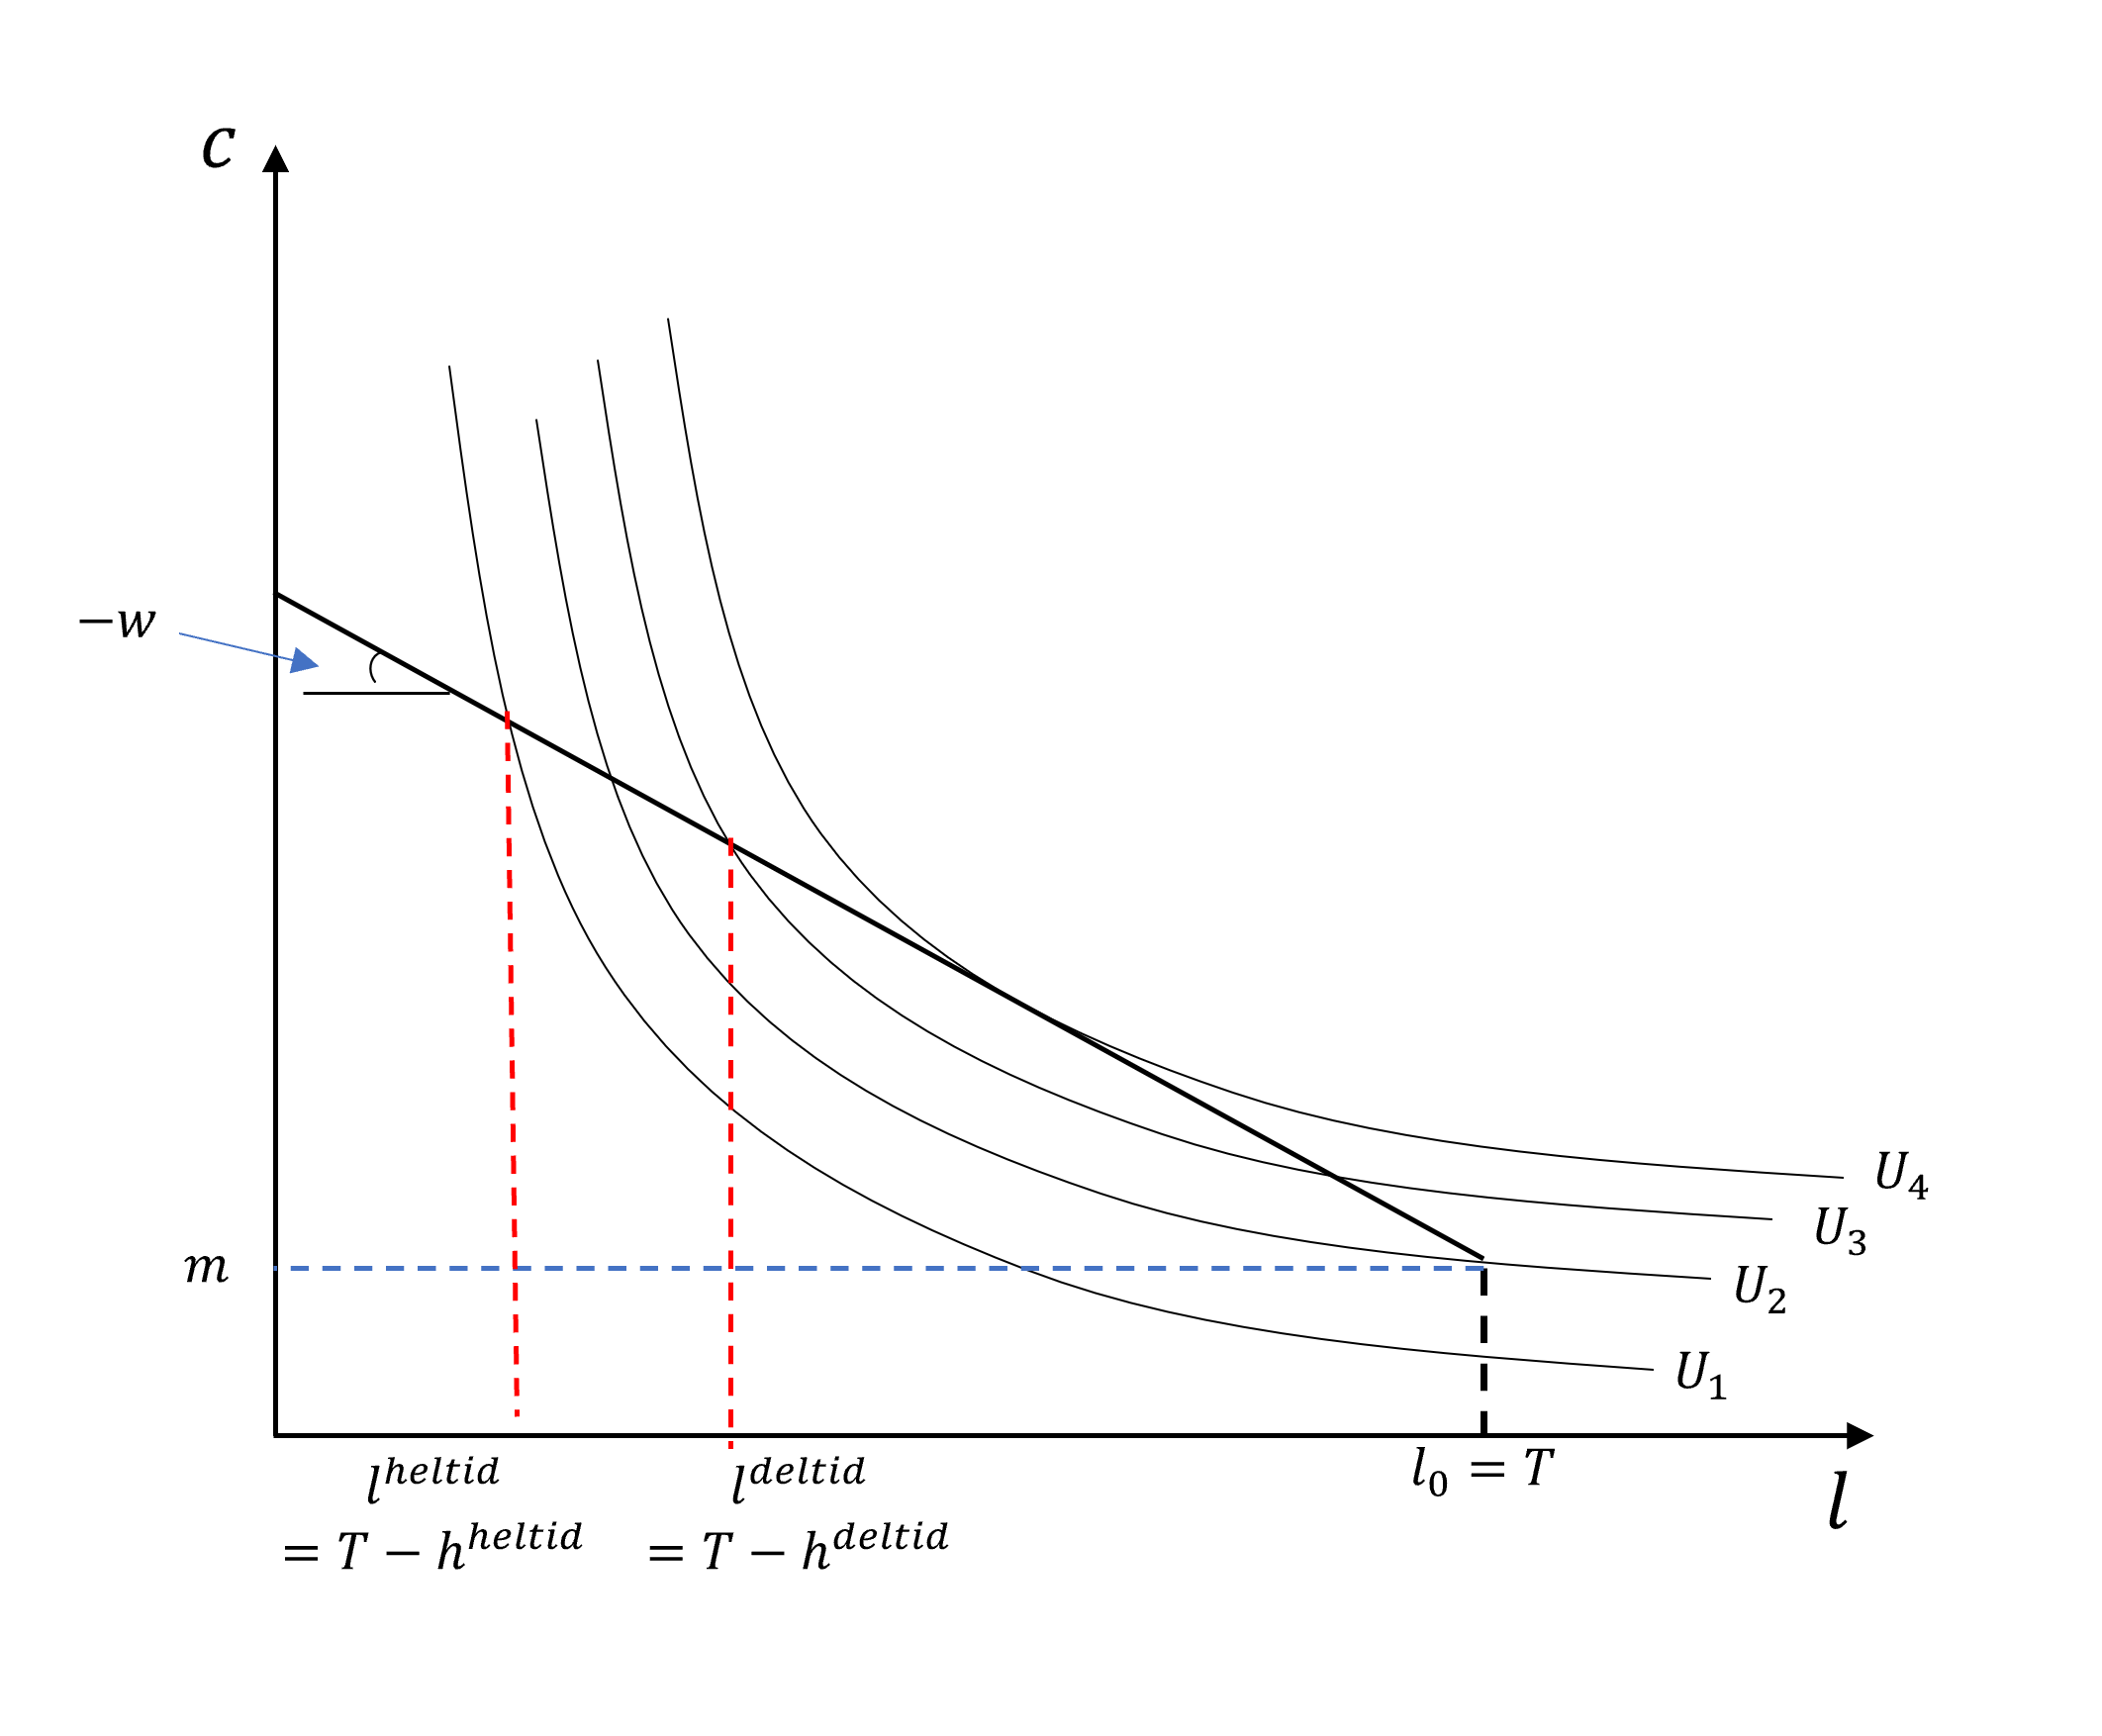 c
−w
U₄
U₃
m
U₂
U₁
l^heltid
= T − h^heltid
l^deltid
= T − h^deltid
l₀ = T
l